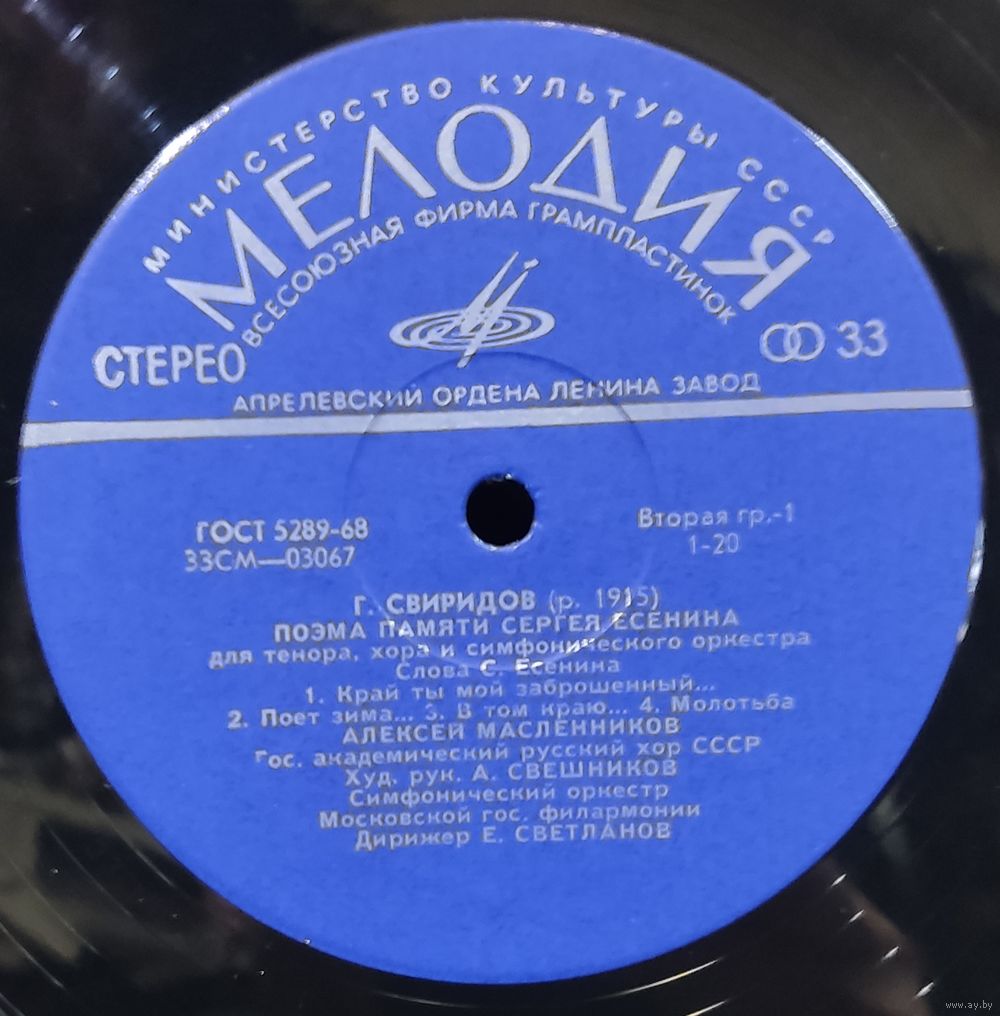 МИНИСТЕРСТВО КУЛЬТУРЫ СССР
МЕЛОДИЯ
ВСЕСОЮЗНАЯ ФИРМА ГРАМПЛАСТИНОК
СТЕРЕО
33
АПРЕЛЕВСКИЙ ОРДЕНА ЛЕНИНА ЗАВОД
ГОСТ 5289-68
33СМ—03067
Вторая гр.-1
1-20
Г. СВИРИДОВ (р. 1915)
ПОЭМА ПАМЯТИ СЕРГЕЯ ЕСЕНИНА
для тенора, хора и симфонического оркестра
Слова С. Есенина
1. Край ты мой заброшенный...
2. Поет зима... 3. В том краю... 4. Молотьба
АЛЕКСЕЙ МАСЛЕННИКОВ
Гос. академический русский хор СССР
Худ. рук. А. СВЕШНИКОВ
Симфонический оркестр
Московской гос. филармонии
Дирижер Е. СВЕТЛАНОВ
www.ay.by